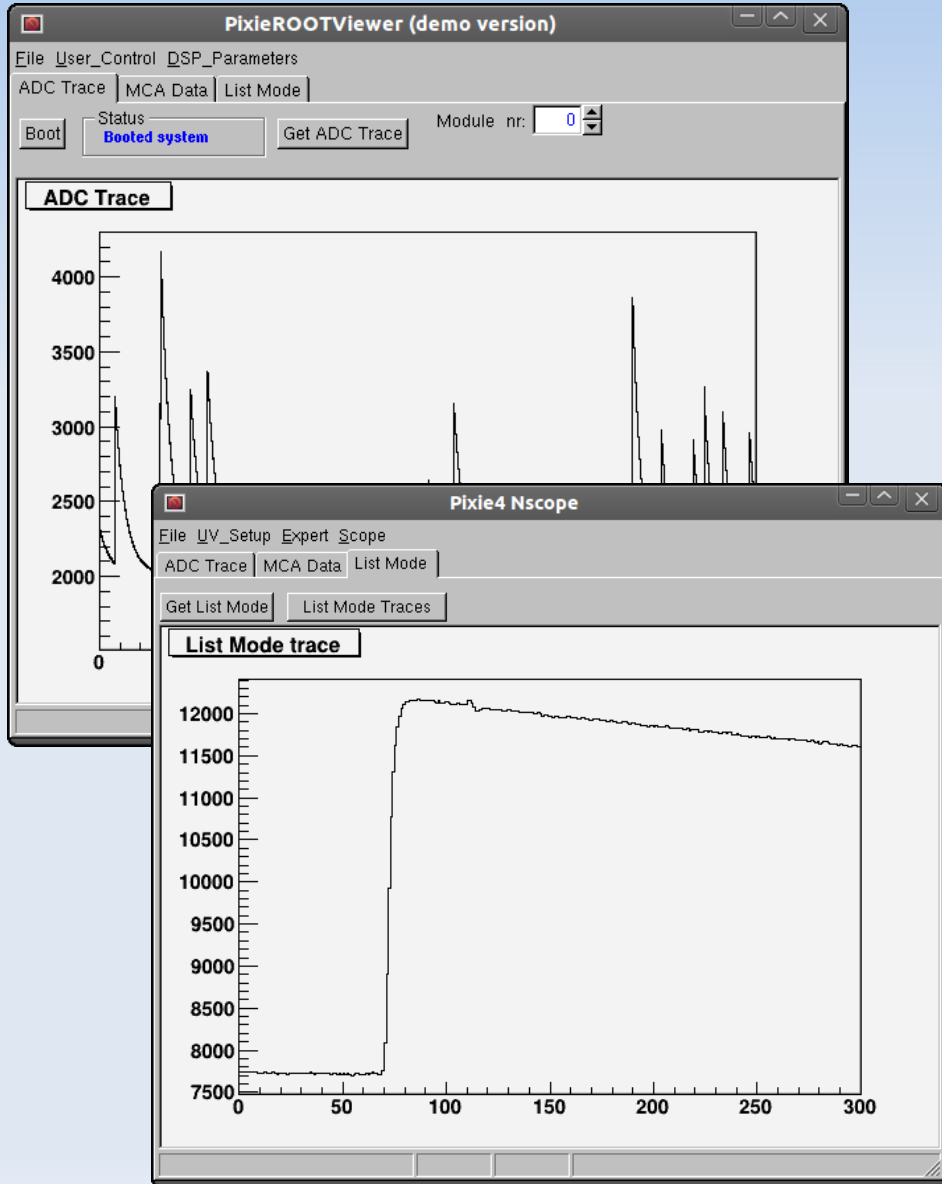 PixieROOTViewer (demo version)
File User_Control DSP_Parameters
ADC Trace MCA Data List Mode
Boot Status Booted system Get ADC Trace Module nr: 0
ADC Trace
4000
3500
3000
2500
2000
0
Pixie4 Nscope
File UV_Setup Expert Scope
ADC Trace MCA Data List Mode
Get List Mode List Mode Traces
List Mode trace
12000
11500
11000
10500
10000
9500
9000
8500
8000
7500
0 50 100 150 200 250 300